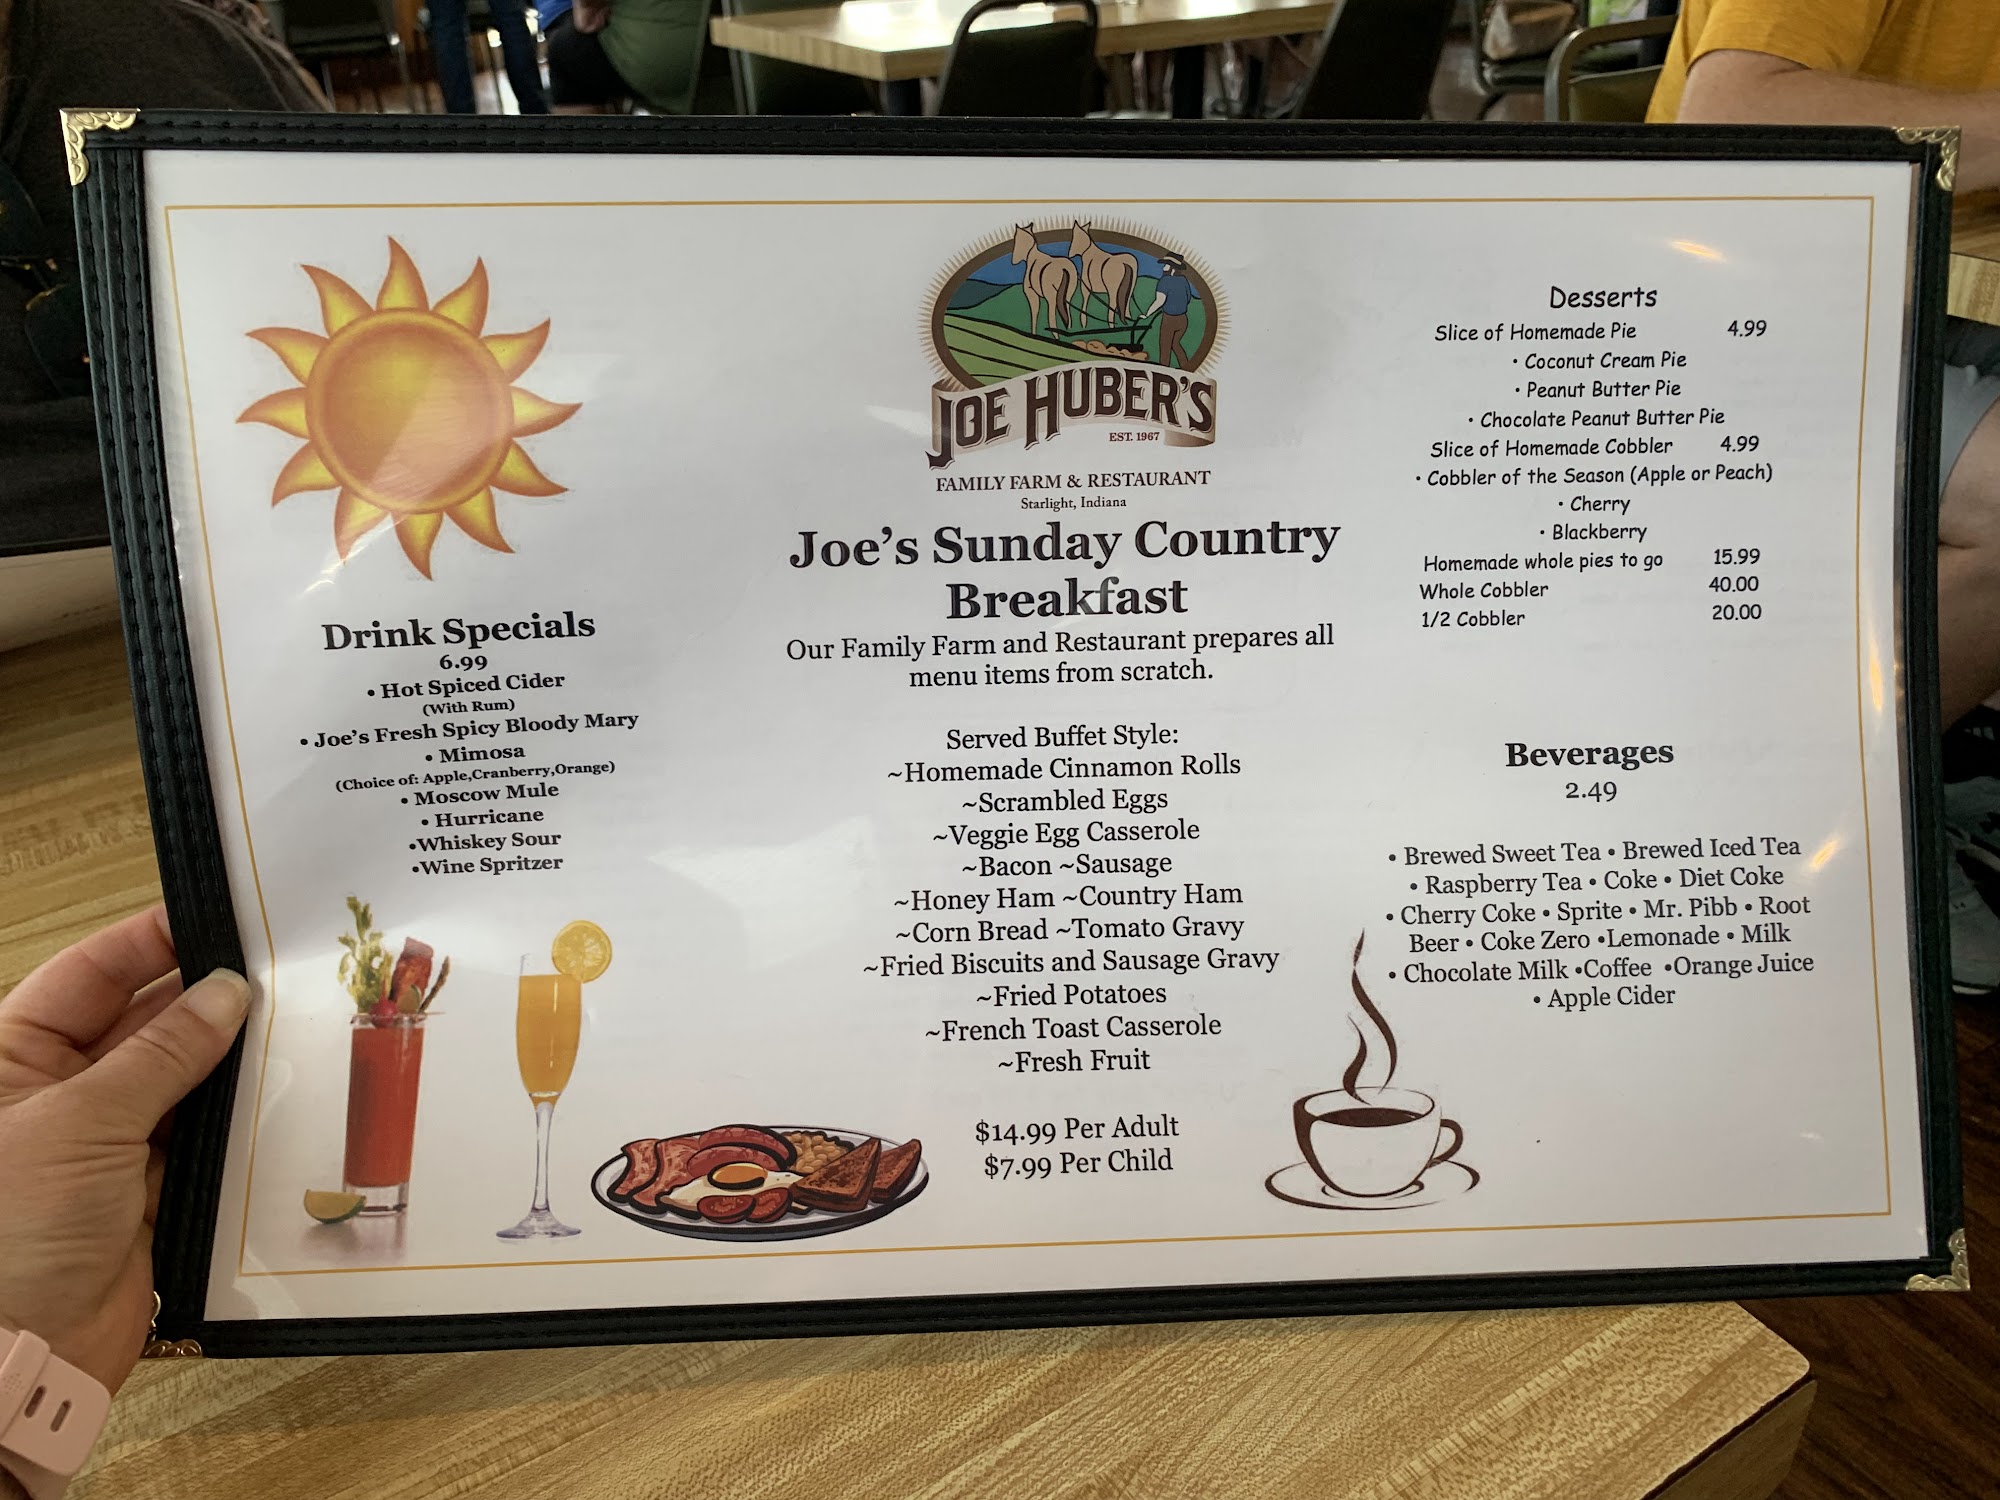 JOE HUBER'S
EST. 1967
FAMILY FARM & RESTAURANT
Starlight, Indiana
Joe's Sunday Country
Breakfast
Our Family Farm and Restaurant prepares all
menu items from scratch.
Served Buffet Style:
~Homemade Cinnamon Rolls
~Scrambled Eggs
~Veggie Egg Casserole
~Bacon ~Sausage
~Honey Ham ~Country Ham
~Corn Bread ~Tomato Gravy
~Fried Biscuits and Sausage Gravy
~Fried Potatoes
~French Toast Casserole
~Fresh Fruit
$14.99 Per Adult
$7.99 Per Child
Drink Specials
6.99
• Hot Spiced Cider
(With Rum)
• Joe's Fresh Spicy Bloody Mary
• Mimosa
(Choice of: Apple,Cranberry,Orange)
• Moscow Mule
• Hurricane
•Whiskey Sour
•Wine Spritzer
Desserts
Slice of Homemade Pie 4.99
• Coconut Cream Pie
• Peanut Butter Pie
• Chocolate Peanut Butter Pie
Slice of Homemade Cobbler 4.99
• Cobbler of the Season (Apple or Peach)
• Cherry
• Blackberry
Homemade whole pies to go 15.99
Whole Cobbler 40.00
1/2 Cobbler 20.00
Beverages
2.49
• Brewed Sweet Tea • Brewed Iced Tea
• Raspberry Tea • Coke • Diet Coke
• Cherry Coke • Sprite • Mr. Pibb • Root
Beer • Coke Zero •Lemonade • Milk
• Chocolate Milk •Coffee •Orange Juice
• Apple Cider